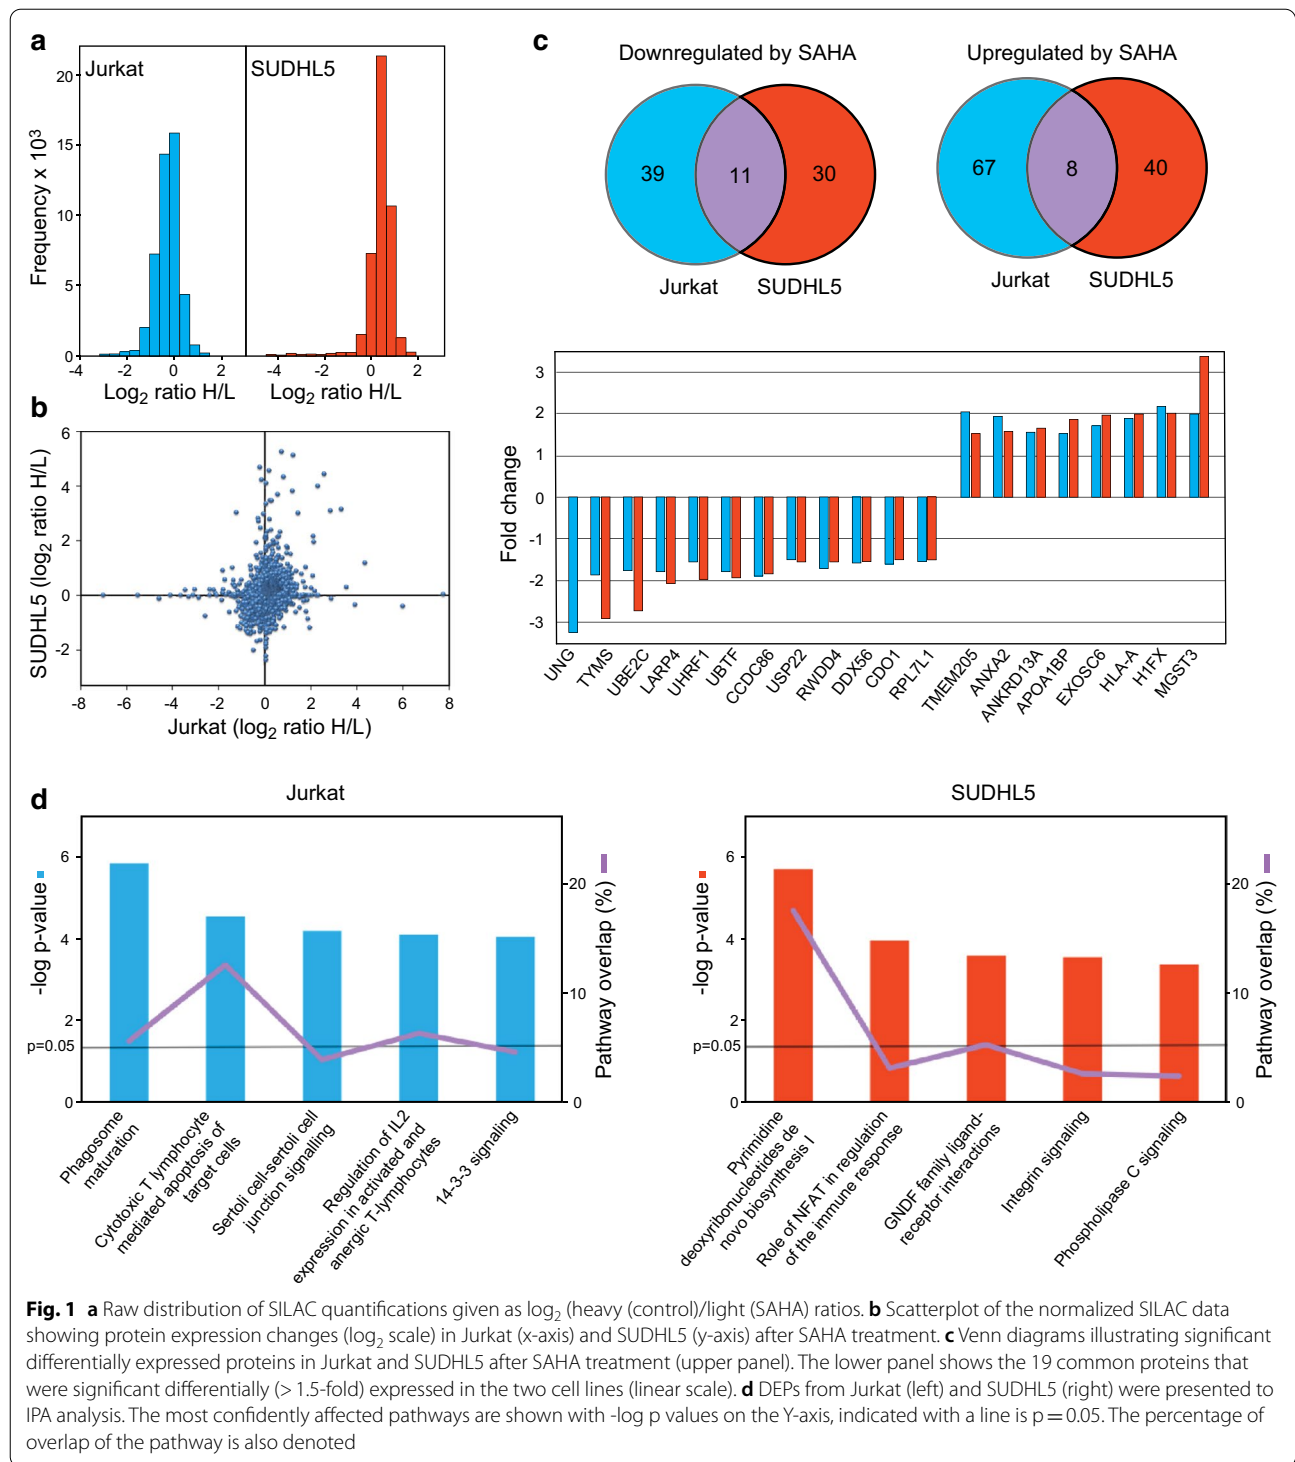 a
Jurkat
SUDHL5
Frequency x 10³
20
15
10
5
0
-4 -2 0 2 -4 -2 0 2
Log₂ ratio H/L Log₂ ratio H/L
b
SUDHL5 (log₂ ratio H/L)
6
4
2
0
-2
-8 -6 -4 -2 0 2 4 6 8
Jurkat (log₂ ratio H/L)
c
Downregulated by SAHA
39 11 30
Jurkat SUDHL5
Upregulated by SAHA
67 8 40
Jurkat SUDHL5
Fold change
3
2
1
0
-1
-2
-3
UNG
TYMS
UBE2C
LARP4
UHRF1
UBTF
CCDC86
USP22
RWDD4
DDX56
CDO1
RPL7L1
TMEM205
ANXA2
ANKRD13A
APOA1BP
EXOSC6
HLA-A
H1FX
MGST3
d
Jurkat
-log p-value
6
4
2
p=0.05
0
Pathway overlap (%)
20
10
0
Phagosome
maturation
Cytotoxic T lymphocyte
mediated apoptosis of
target cells
Sertoli cell-sertoli cell
junction signalling
Regulation of IL2
expression in activated and
anergic T-lymphocytes
14-3-3 signaling
SUDHL5
-log p-value
6
4
2
p=0.05
0
Pathway overlap (%)
20
10
0
Pyrimidine
deoxyribonucleotides de
novo biosynthesis I
Role of NFAT in regulation
of the immune response
GNDF family ligand-
receptor interactions
Integrin signaling
Phospholipase C signaling
Fig. 1 a Raw distribution of SILAC quantifications given as log₂ (heavy (control)/light (SAHA) ratios. b Scatterplot of the normalized SILAC data
showing protein expression changes (log₂ scale) in Jurkat (x-axis) and SUDHL5 (y-axis) after SAHA treatment. c Venn diagrams illustrating significant
differentially expressed proteins in Jurkat and SUDHL5 after SAHA treatment (upper panel). The lower panel shows the 19 common proteins that
were significant differentially (> 1.5-fold) expressed in the two cell lines (linear scale). d DEPs from Jurkat (left) and SUDHL5 (right) were presented to
IPA analysis. The most confidently affected pathways are shown with -log p values on the Y-axis, indicated with a line is p = 0.05. The percentage of
overlap of the pathway is also denoted